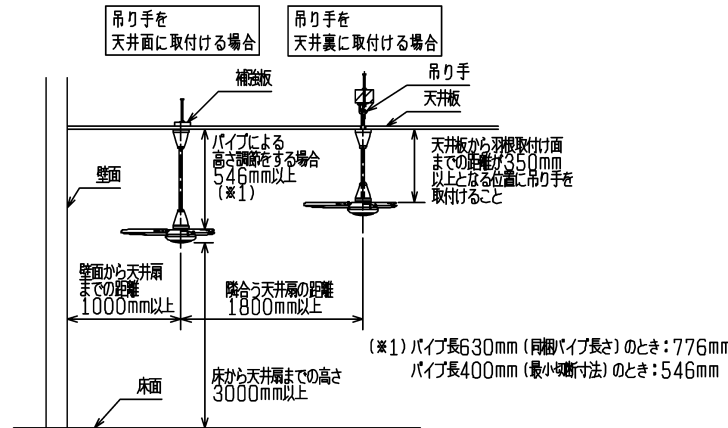 吊り手を
天井面に取付ける場合
吊り手を
天井裏に取付ける場合
補強板
吊り手
天井板
壁面
パイプによる
高さ調節をする場合
546mm以上
(※1)
天井板から羽根取付け面
までの距離が350mm
以上となる位置に吊り手を
取付けること
壁面から天井扇
までの距離
1000mm以上
隣合う天井扇の距離
1800mm以上
(※1) パイプ長630mm (同梱パイプ長さ) のとき:776mm
パイプ長400mm (最小切断寸法) のとき:546mm
床から天井扇までの高さ
3000mm以上
床面